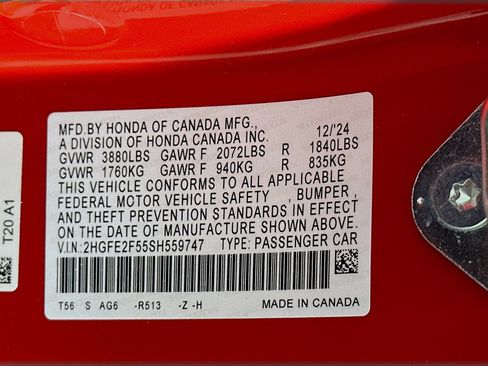 MFD.BY HONDA OF CANADA MFG.,
A DIVISION OF HONDA CANADA INC. 12/'24
GVWR 3880LBS GAWR F 2072LBS R 1840LBS
GVWR 1760KG GAWR F 940KG R 835KG
THIS VEHICLE CONFORMS TO ALL APPLICABLE
FEDERAL MOTOR VEHICLE SAFETY , BUMPER ,
AND THEFT PREVENTION STANDARDS IN EFFECT
ON THE DATE OF MANUFACTURE SHOWN ABOVE.
V.I.N: 2HGFE2F55SH559747 TYPE: PASSENGER CAR
T56 S AG6 -R513 -Z -H MADE IN CANADA
T20 A1